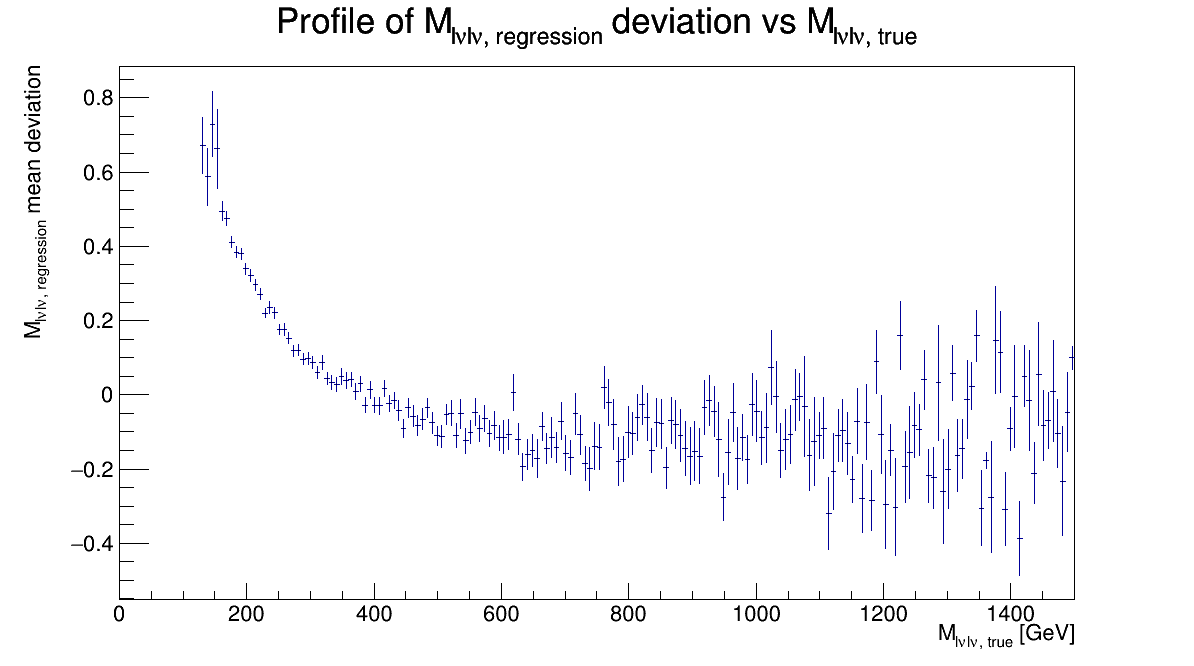 Profile of M_lνlν, regression deviation vs M_lνlν, true
M_lνlν, regression mean deviation
0.8
0.6
0.4
0.2
0
−0.2
−0.4
0 200 400 600 800 1000 1200 1400
M_lνlν, true [GeV]